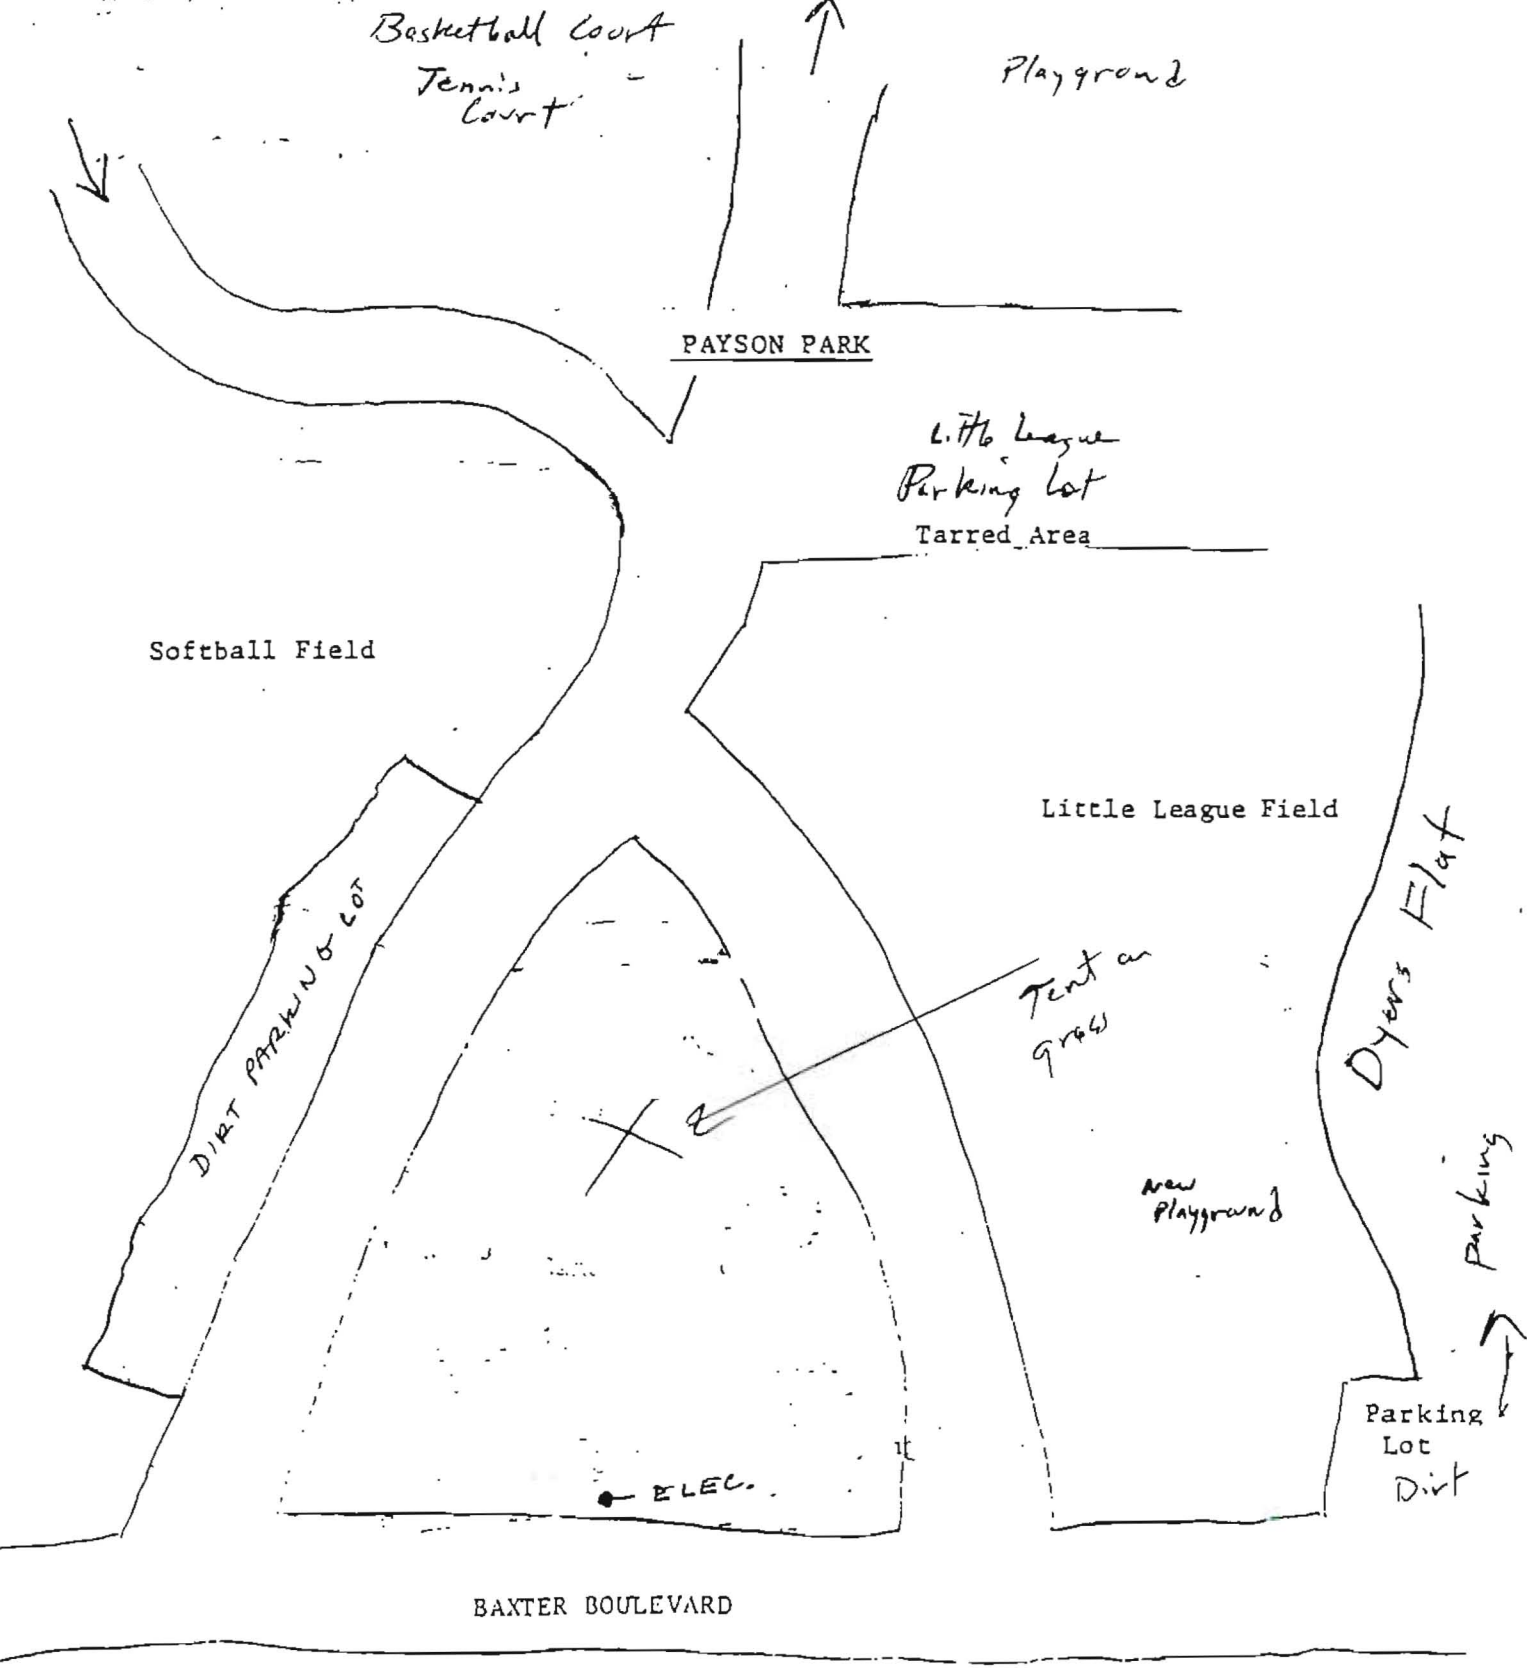 Basketball Court
Tennis
Court
Playground
PAYSON PARK
Little League
Parking Lot
Tarred Area
Softball Field
Little League Field
Dyers Flat
DIRT PARKING LOT
Tent on
grass
New
Playground
Parking
Parking
Lot
Dirt
ELEC.
BAXTER BOULEVARD